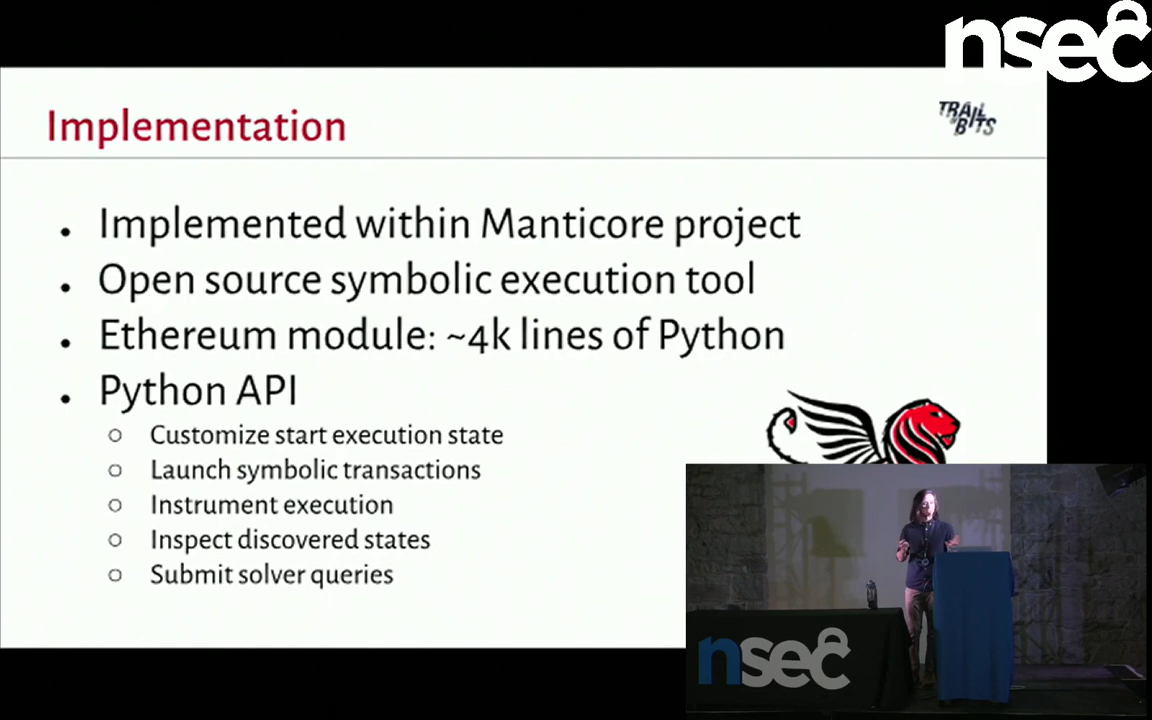 nsec
Implementation
TRAIL
OF
BITS
Implemented within Manticore project
Open source symbolic execution tool
Ethereum module: ~4k lines of Python
Python API
Customize start execution state
Launch symbolic transactions
Instrument execution
Inspect discovered states
Submit solver queries
nsec